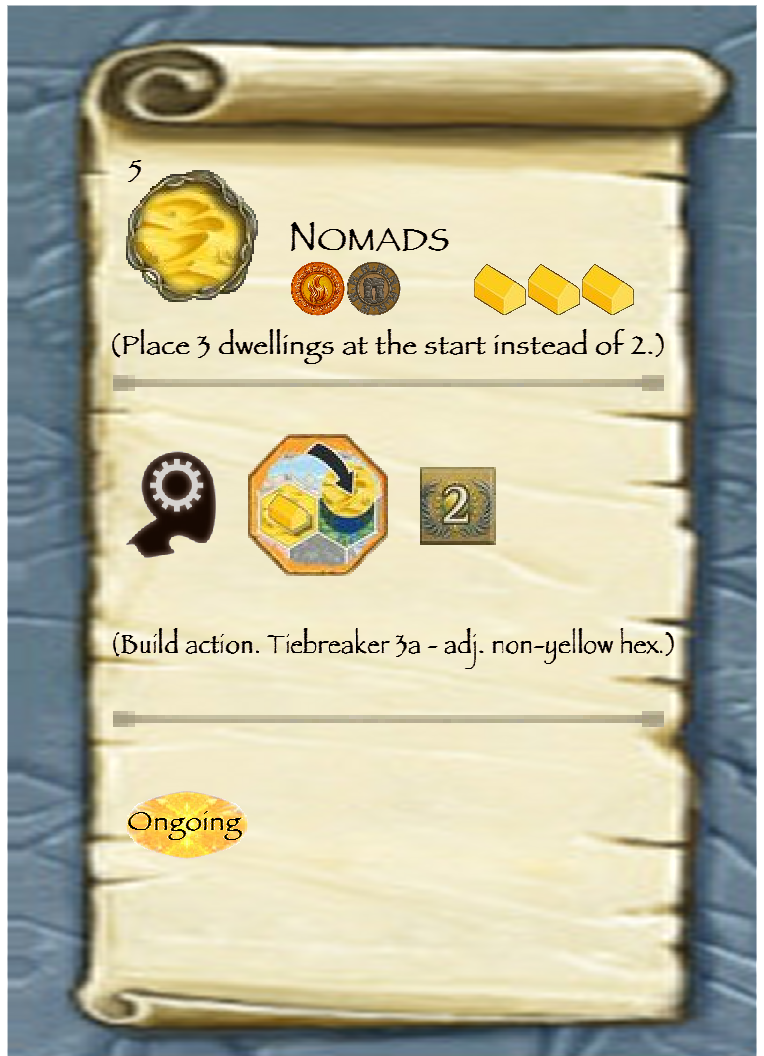 5
NOMADS
(Place 3 dwellings at the start instead of 2.)
2
(Build action. Tiebreaker 3a - adj. non-yellow hex.)
Ongoing